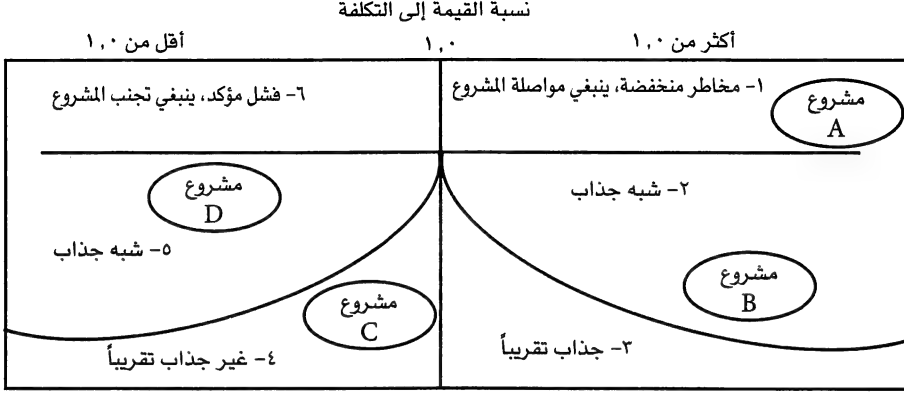 نسبة القيمة إلى التكلفة
أكثر من ١,٠
١,٠
أقل من ١,٠
١- مخاطر منخفضة، ينبغي مواصلة المشروع
مشروع
A
٦- فشل مؤكد، ينبغي تجنب المشروع
٢- شبه جذاب
مشروع
B
مشروع
D
٥- شبه جذاب
مشروع
C
٣- جذاب تقريباً
٤- غير جذاب تقريباً